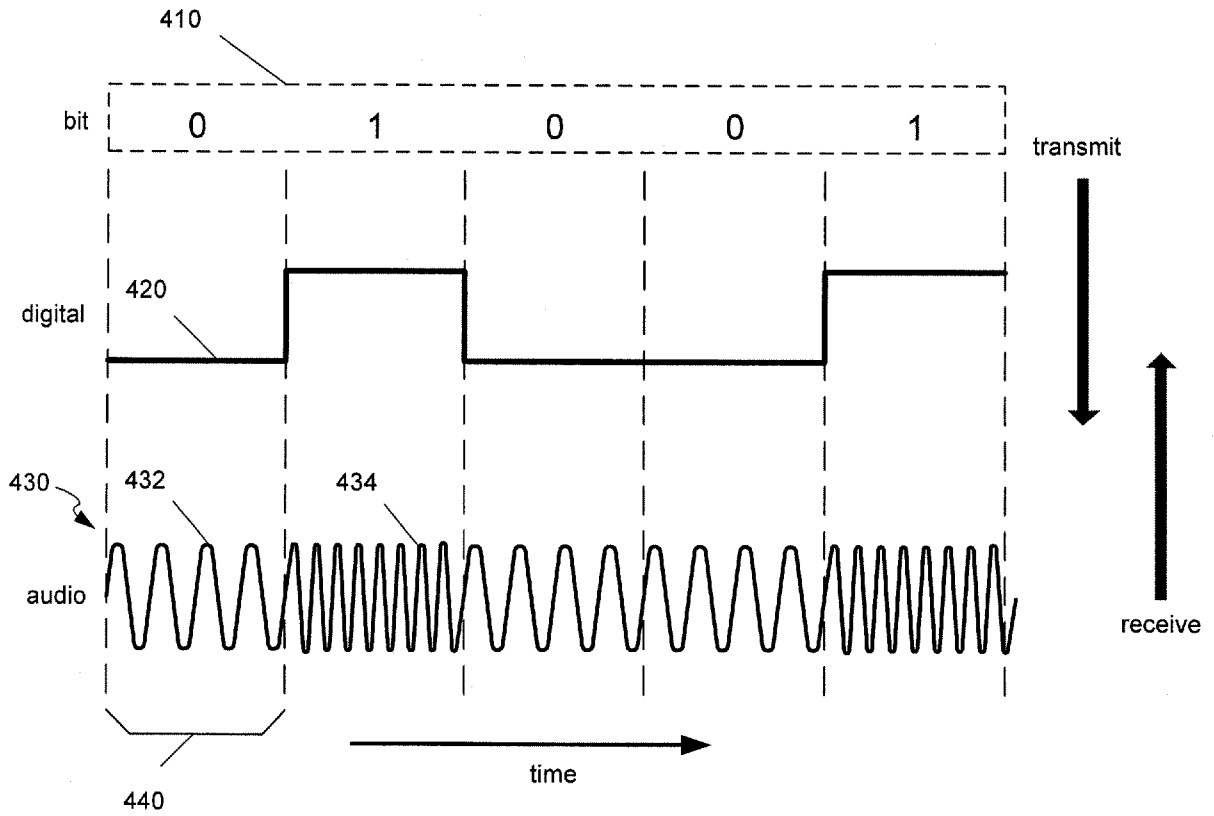 410
bit 0 1 0 0 1
transmit
420
digital
430 432 434
audio
receive
time
440